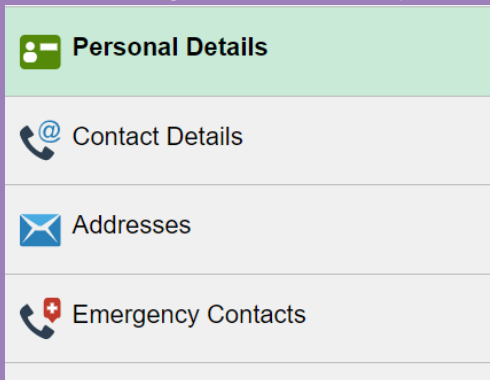 Personal Details
Contact Details
Addresses
Emergency Contacts